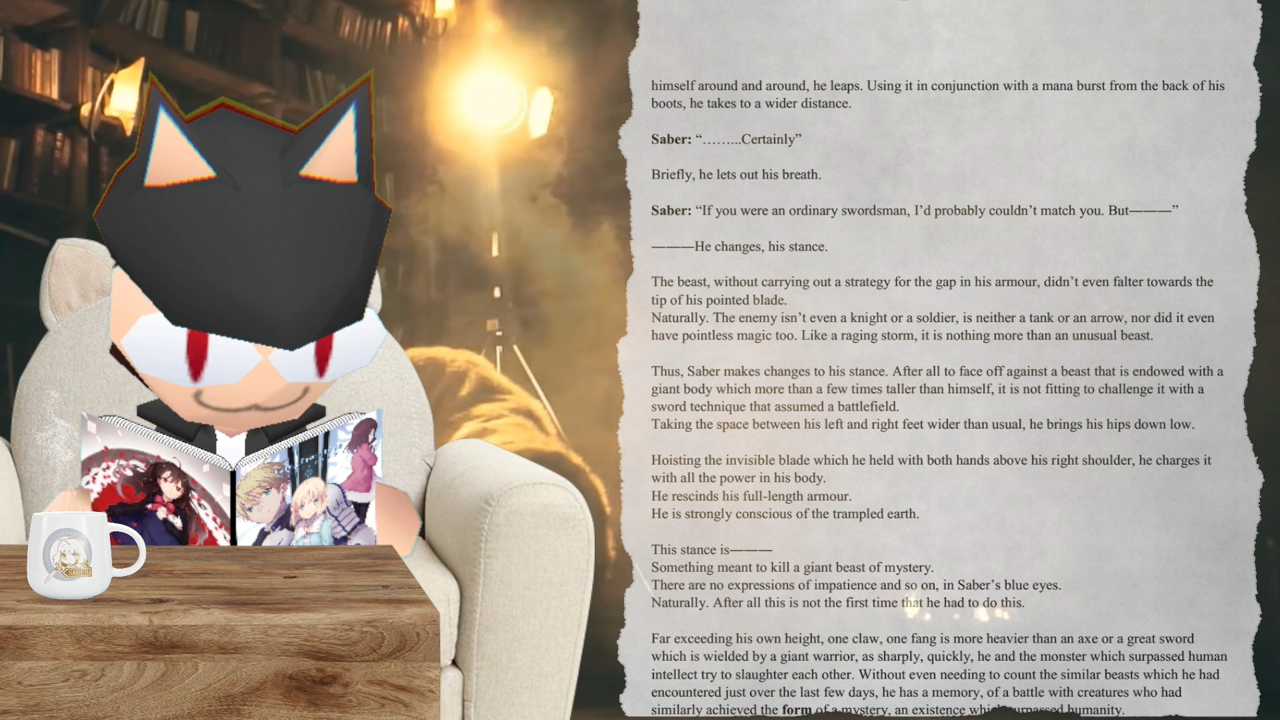 himself around and around, he leaps. Using it in conjunction with a mana burst from the back of his
boots, he takes to a wider distance.
Saber: “……...Certainly”
Briefly, he lets out his breath.
Saber: “If you were an ordinary swordsman, I’d probably couldn’t match you. But———”
———He changes, his stance.
The beast, without carrying out a strategy for the gap in his armour, didn’t even falter towards the
tip of his pointed blade.
Naturally. The enemy isn’t even a knight or a soldier, is neither a tank or an arrow, nor did it even
have pointless magic too. Like a raging storm, it is nothing more than an unusual beast.
Thus, Saber makes changes to his stance. After all to face off against a beast that is endowed with a
giant body which more than a few times taller than himself, it is not fitting to challenge it with a
sword technique that assumed a battlefield.
Taking the space between his left and right feet wider than usual, he brings his hips down low.
Hoisting the invisible blade which he held with both hands above his right shoulder, he charges it
with all the power in his body.
He rescinds his full-length armour.
He is strongly conscious of the trampled earth.
This stance is———
Something meant to kill a giant beast of mystery.
There are no expressions of impatience and so on, in Saber’s blue eyes.
Naturally. After all this is not the first time that he had to do this.
Far exceeding his own height, one claw, one fang is more heavier than an axe or a great sword
which is wielded by a giant warrior, as sharply, quickly, he and the monster which surpassed human
intellect try to slaughter each other. Without even needing to count the similar beasts which he had
encountered just over the last few days, he has a memory, of a battle with creatures who had
similarly achieved the form of a mystery, an existence which surpassed humanity.